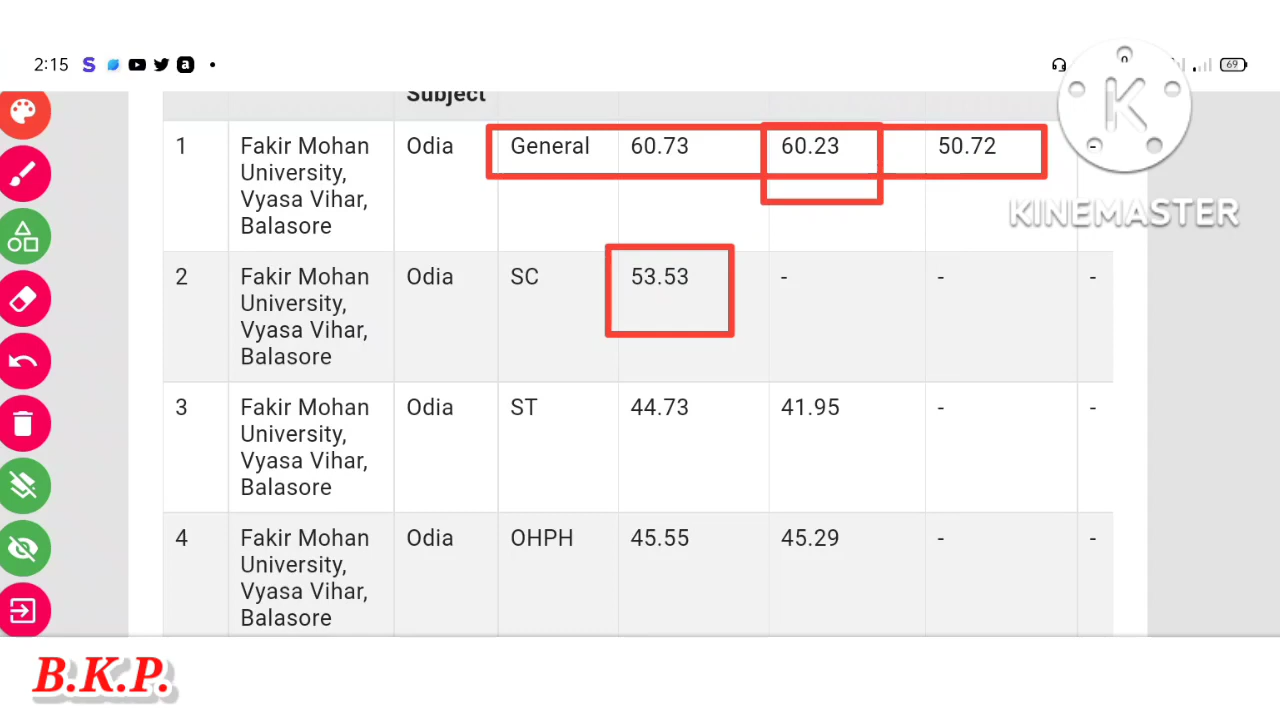 2:15
69
KINEMASTER
Subject
1 Fakir Mohan Odia General 60.73 60.23 50.72 -
University,
Vyasa Vihar,
Balasore
2 Fakir Mohan Odia SC 53.53 - - -
University,
Vyasa Vihar,
Balasore
3 Fakir Mohan Odia ST 44.73 41.95 - -
University,
Vyasa Vihar,
Balasore
4 Fakir Mohan Odia OHPH 45.55 45.29 - -
University,
Vyasa Vihar,
Balasore
B.K.P.